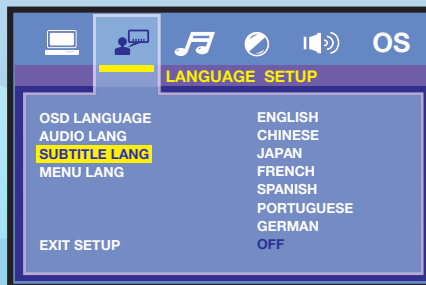 OS
LANGUAGE SETUP
OSD LANGUAGE
AUDIO LANG
SUBTITLE LANG
MENU LANG
EXIT SETUP
ENGLISH
CHINESE
JAPAN
FRENCH
SPANISH
PORTUGUESE
GERMAN
OFF